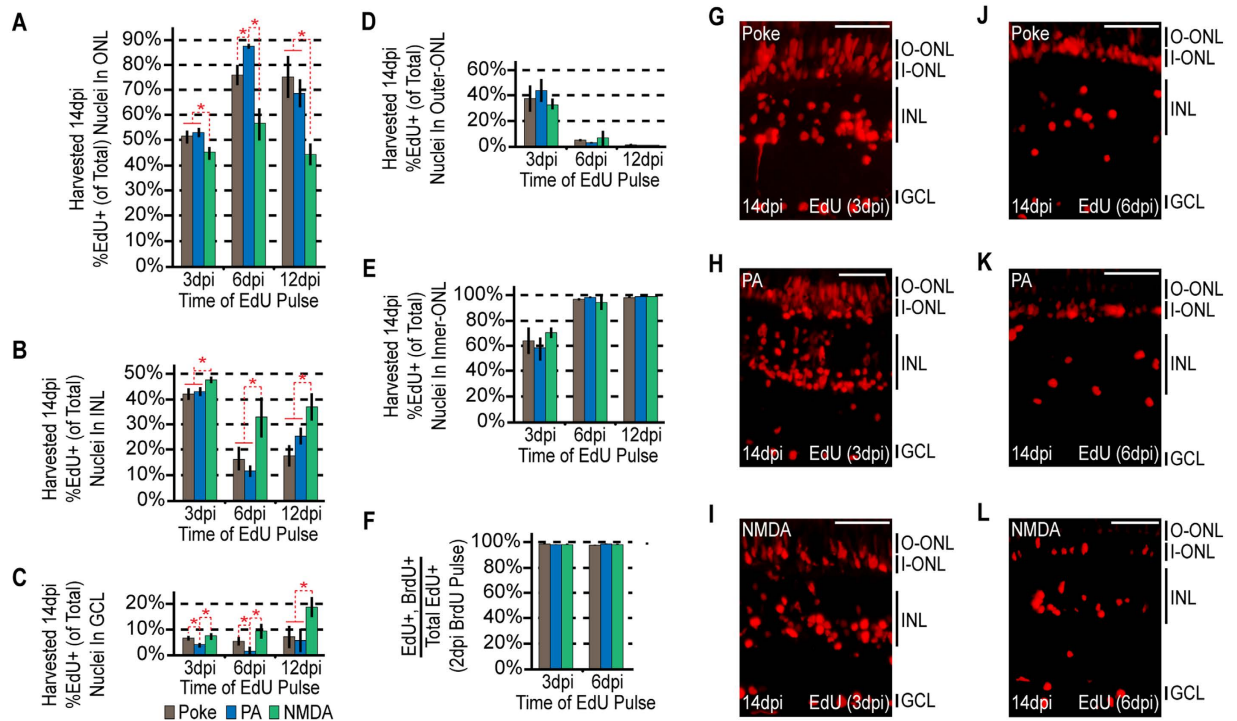 A
Harvested 14dpi
%EdU+ (of Total) Nuclei In ONL
90%
80%
70%
60%
50%
40%
30%
20%
10%
0%
* *
*
*
3dpi 6dpi 12dpi
Time of EdU Pulse
B
Harvested 14dpi
%EdU+ (of Total)
Nuclei In INL
50%
40%
30%
20%
10%
0%
*
*
*
3dpi 6dpi 12dpi
Time of EdU Pulse
C
Harvested 14dpi
%EdU+ (of Total)
Nuclei In GCL
20%
10%
0%
* *
* *
*
3dpi 6dpi 12dpi
Time of EdU Pulse
Poke PA NMDA
D
Harvested 14dpi
%EdU+ (of Total)
Nuclei In Outer-ONL
60%
40%
20%
0%
3dpi 6dpi 12dpi
Time of EdU Pulse
E
Harvested 14dpi
%EdU+ (of Total)
Nuclei In Inner-ONL
100%
80%
60%
40%
20%
0%
3dpi 6dpi 12dpi
Time of EdU Pulse
F
EdU+, BrdU+
Total EdU+
(2dpi BrdU Pulse)
100%
80%
60%
40%
20%
0%
3dpi 6dpi
Time of EdU Pulse
G
Poke
O-ONL
I-ONL
INL
GCL
14dpi EdU (3dpi)
H
PA
O-ONL
I-ONL
INL
GCL
14dpi EdU (3dpi)
I
NMDA
O-ONL
I-ONL
INL
GCL
14dpi EdU (3dpi)
J
Poke
O-ONL
I-ONL
INL
GCL
14dpi EdU (6dpi)
K
PA
O-ONL
I-ONL
INL
GCL
14dpi EdU (6dpi)
L
NMDA
O-ONL
I-ONL
INL
GCL
14dpi EdU (6dpi)